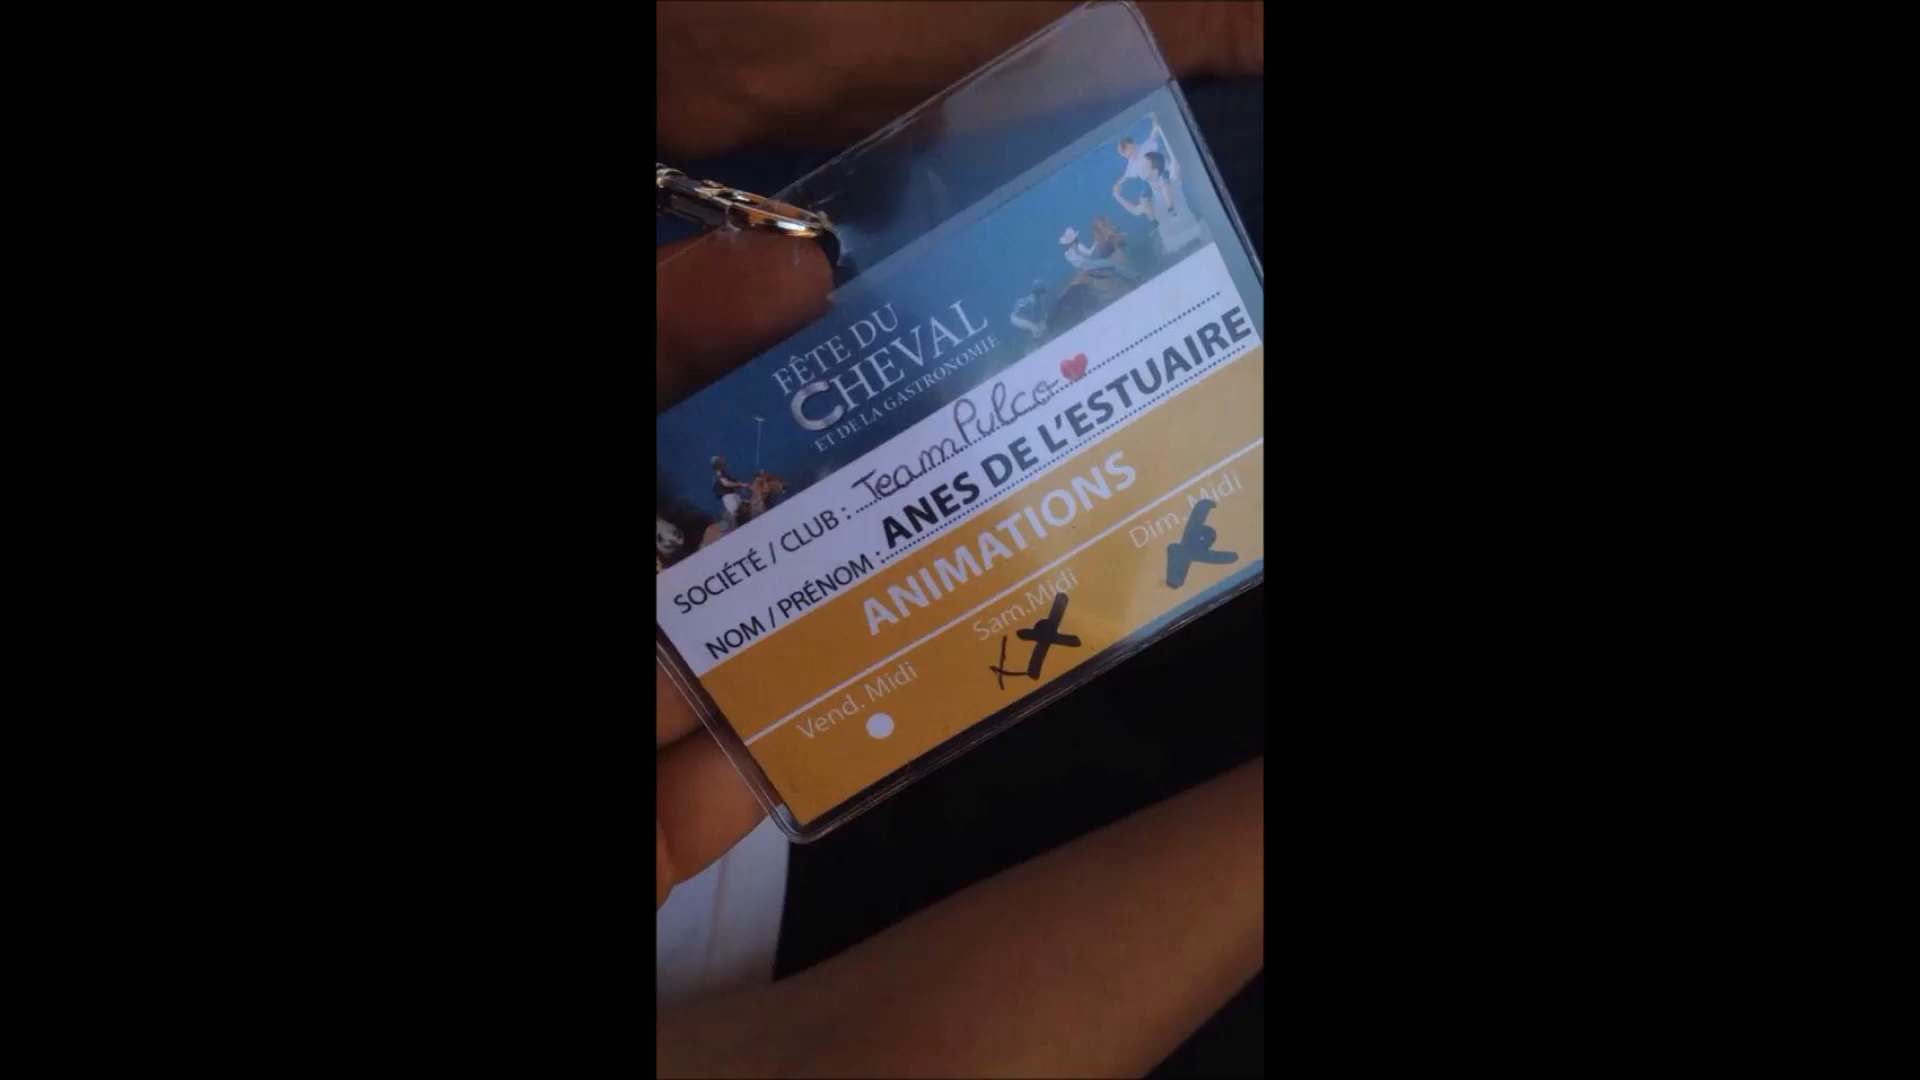 FÊTE DU
CHEVAL
ET DE LA GASTRONOMIE
SOCIÉTÉ / CLUB : Team Pulco
NOM / PRÉNOM : ANES DE L'ESTUAIRE
ANIMATIONS
Vend. Midi
Sam.Midi
Dim. Midi